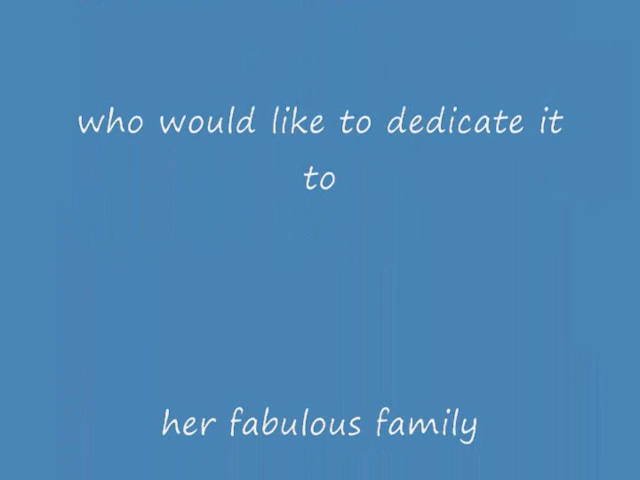 who would like to dedicate it
to
her fabulous family